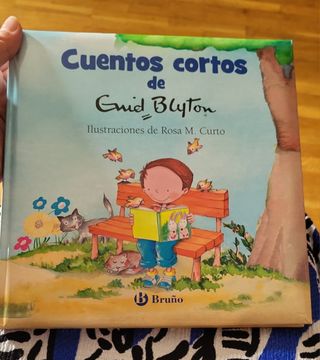 Cuentos cortos
de
Enid Blyton
Ilustraciones de Rosa M. Curto
B Bruño